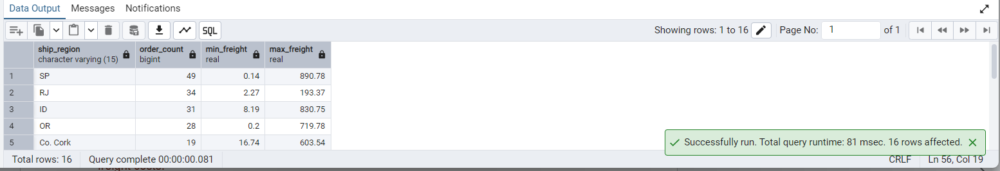 Data Output Messages Notifications
SQL Showing rows: 1 to 16 Page No: 1 of 1
ship_region order_count min_freight max_freight
character varying (15) bigint real real
1 SP 49 0.14 890.78
2 RJ 34 2.27 193.37
3 ID 31 8.19 830.75
4 OR 28 0.2 719.78
5 Co. Cork 19 16.74 603.54
Successfully run. Total query runtime: 81 msec. 16 rows affected.
Total rows: 16 Query complete 00:00:00.081 CRLF Ln 56, Col 19